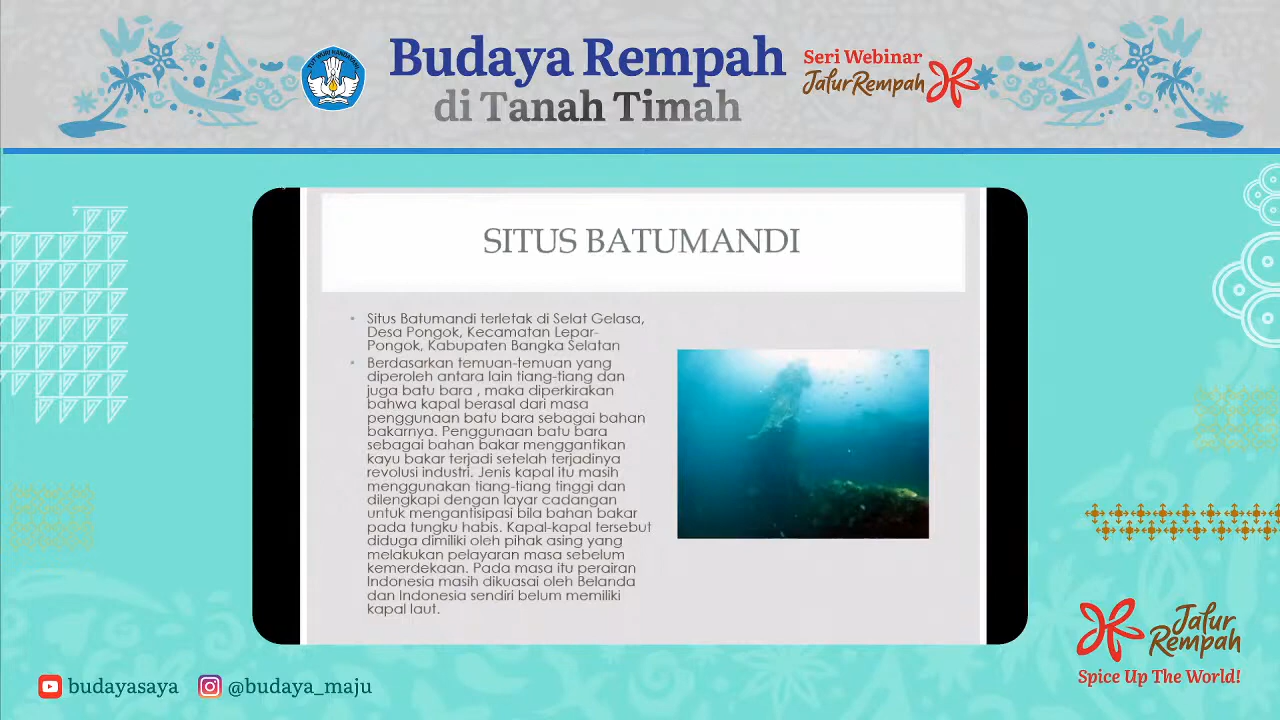 TUT WURI HANDAYANI
Budaya Rempah
di Tanah Timah
Seri Webinar
Jalur Rempah
SITUS BATUMANDI
• Situs Batumandi terletak di Selat Gelasa,
Desa Pongok, Kecamatan Lepar-
Pongok, Kabupaten Bangka Selatan
• Berdasarkan temuan-temuan yang
diperoleh antara lain tiang-tiang dan
juga batu bara , maka diperkirakan
bahwa kapal berasal dari masa
penggunaan batu bara sebagai bahan
bakarnya. Penggunaan batu bara
sebagai bahan bakar menggantikan
kayu bakar terjadi setelah terjadinya
revolusi industri. Jenis kapal itu masih
menggunakan tiang-tiang tinggi dan
dilengkapi dengan layar cadangan
untuk mengantisipasi bila bahan bakar
pada tungku habis. Kapal-kapal tersebut
diduga dimiliki oleh pihak asing yang
melakukan pelayaran masa sebelum
kemerdekaan. Pada masa itu perairan
Indonesia masih dikuasai oleh Belanda
dan Indonesia sendiri belum memiliki
kapal laut.
Jalur
Rempah
Spice Up The World!
budayasaya
@budaya_maju